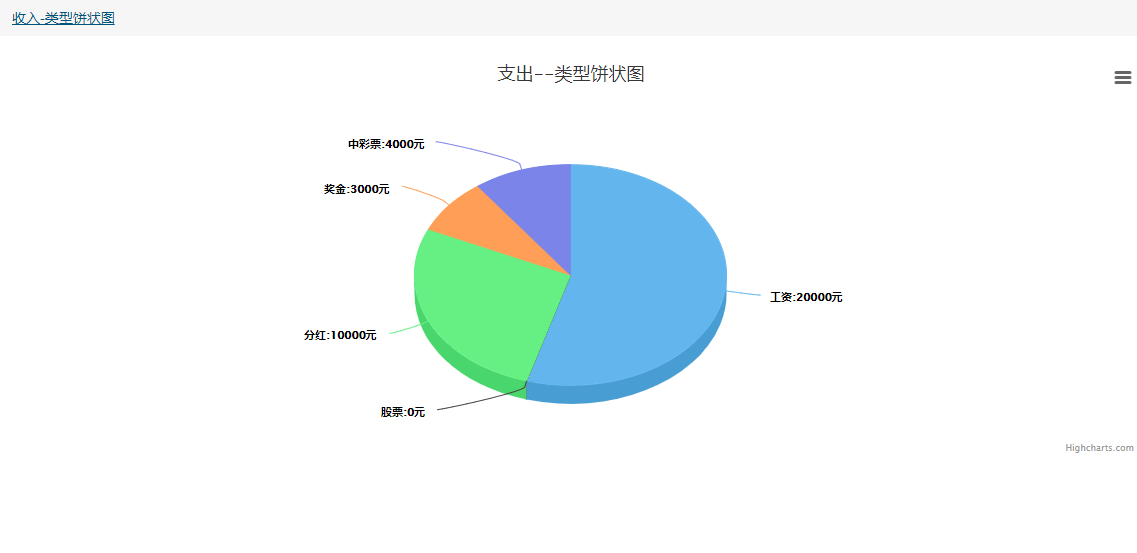 收入-类型饼状图
支出--类型饼状图
中彩票:4000元
奖金:3000元
工资:20000元
分红:10000元
股票:0元
Highcharts.com